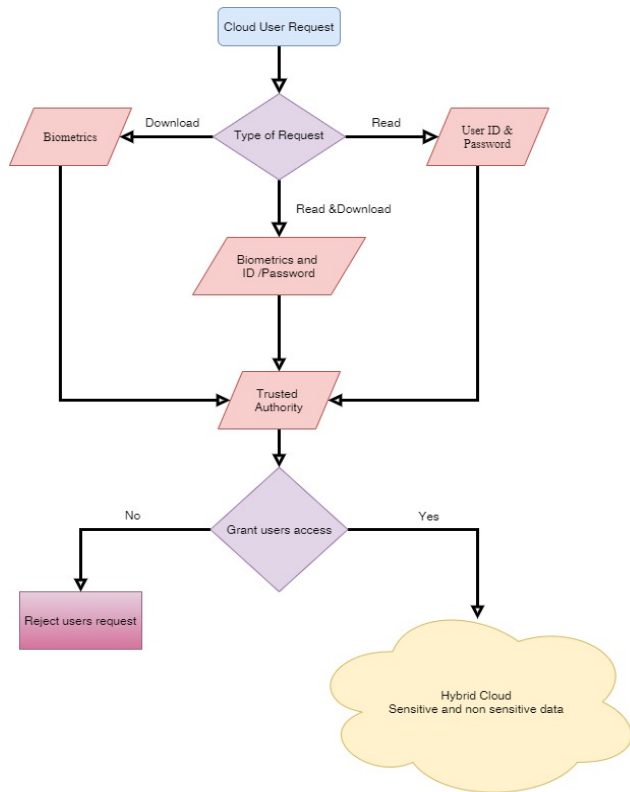 Cloud User Request
Download
Type of Request
Read
Biometrics
User ID &
Password
Read &Download
Biometrics and
ID /Password
Trusted
Authority
No
Grant users access
Yes
Reject users request
Hybrid Cloud
Sensitive and non sensitive data